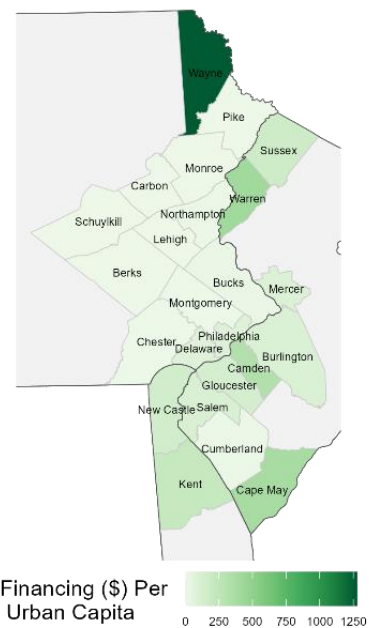 Wayne
Pike
Sussex
Monroe
Carbon
Warren
Northampton
Schuylkill
Lehigh
Berks
Bucks
Mercer
Montgomery
Philadelphia
Chester
Delaware
Burlington
Camden
Gloucester
New Castle
Salem
Cumberland
Kent
Cape May
Financing ($) Per
Urban Capita
0 250 500 750 1000 1250